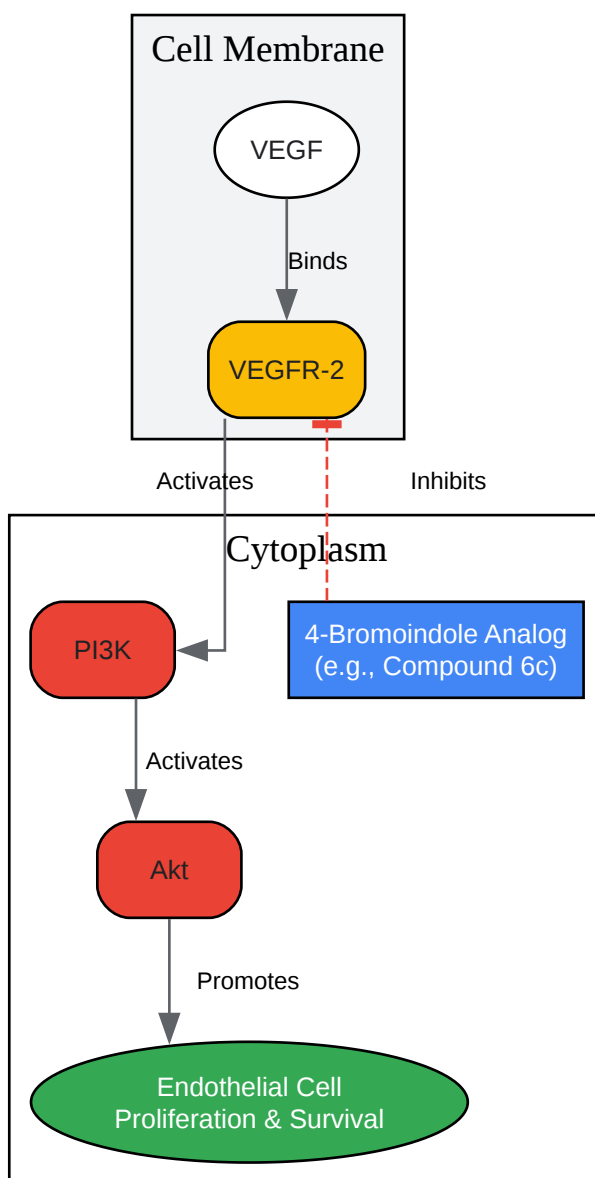 Cell Membrane
VEGF
Binds
VEGFR-2
Activates
Inhibits
Cytoplasm
PI3K
4-Bromoindole Analog
(e.g., Compound 6c)
Activates
Akt
Promotes
Endothelial Cell
Proliferation & Survival